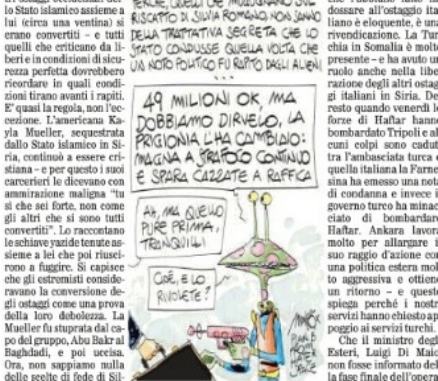 lo Stato islamico assieme a
lui (circa una ventina) si
erano convertiti – e tutti
quelli che criticano da li-
beri e in condizioni di sicu-
rezza perfetta dovrebbero
ricordare in quali condi-
zioni tirano avanti i rapiti.
E' quasi la regola, non l'ec-
cezione. L'americana Ka-
yla Mueller, sequestrata
dallo Stato islamico in Si-
ria, continuò a essere cri-
stiana – e per questo i suoi
carcerieri le dicevano con
ammirazione maligna "tu
sì che sei forte, non come
gli altri che si sono tutti
convertiti". Lo raccontano
le schiave yazide tenute as-
sieme a lei che poi riusci-
rono a fuggire. Si capisce
che gli estremisti conside-
ravano la conversione de-
gli ostaggi come una prova
della loro debolezza. La
Mueller fu stuprata dal ca-
po del gruppo, Abu Bakr al
Baghdadi, e poi uccisa.
Ora, non sappiamo nulla
delle scelte di fede di Sil-
PERCHÉ, QUELLI CHE MUGUGNANO SUL
RISCATTO DI SILVIA ROMANO, NON SANNO
DELLA TRATTATIVA SEGRETA CHE LO
STATO CONDUSSE QUELLA VOLTA CHE
UN NOTO POLITICO FU RAPITO DAGLI ALIENI
...
49 MILIONI OK, MA
DOBBIAMO DIRVELO, LA
PRIGIONIA L'HA CAMBIATO:
MAGNA A STRAFOGO CONTINUO
E SPARA CAZZATE A RAFFICA
AH, MA QUELLO
PURE PRIMA,
TRANQUILLI
CIOÈ, E LO
RIVOLETE?
dossare all'ostaggio ita-
liano è eloquente, è una
rivendicazione. La Tur-
chia in Somalia è molto
presente – e ha avuto un
ruolo anche nella libe-
razione degli altri ostag-
gi italiani in Siria. Del
resto quando venerdì le
forze di Haftar hanno
bombardato Tripoli e al-
cuni colpi sono caduti
tra l'ambasciata turca e
quella italiana la Farne-
sina ha emesso una nota
di condanna e invece il
governo turco ha minac-
ciato di bombardare
Haftar. Ankara lavora
molto per allargare il
suo raggio d'azione con
una politica estera mol-
to aggressiva e ottiene
un ritorno – e questo
spiega perché i nostri
servizi hanno chiesto ap-
poggio ai servizi turchi.
Che il ministro degli
Esteri, Luigi Di Maio
non fosse informato del-
la fase finale dell'opera-